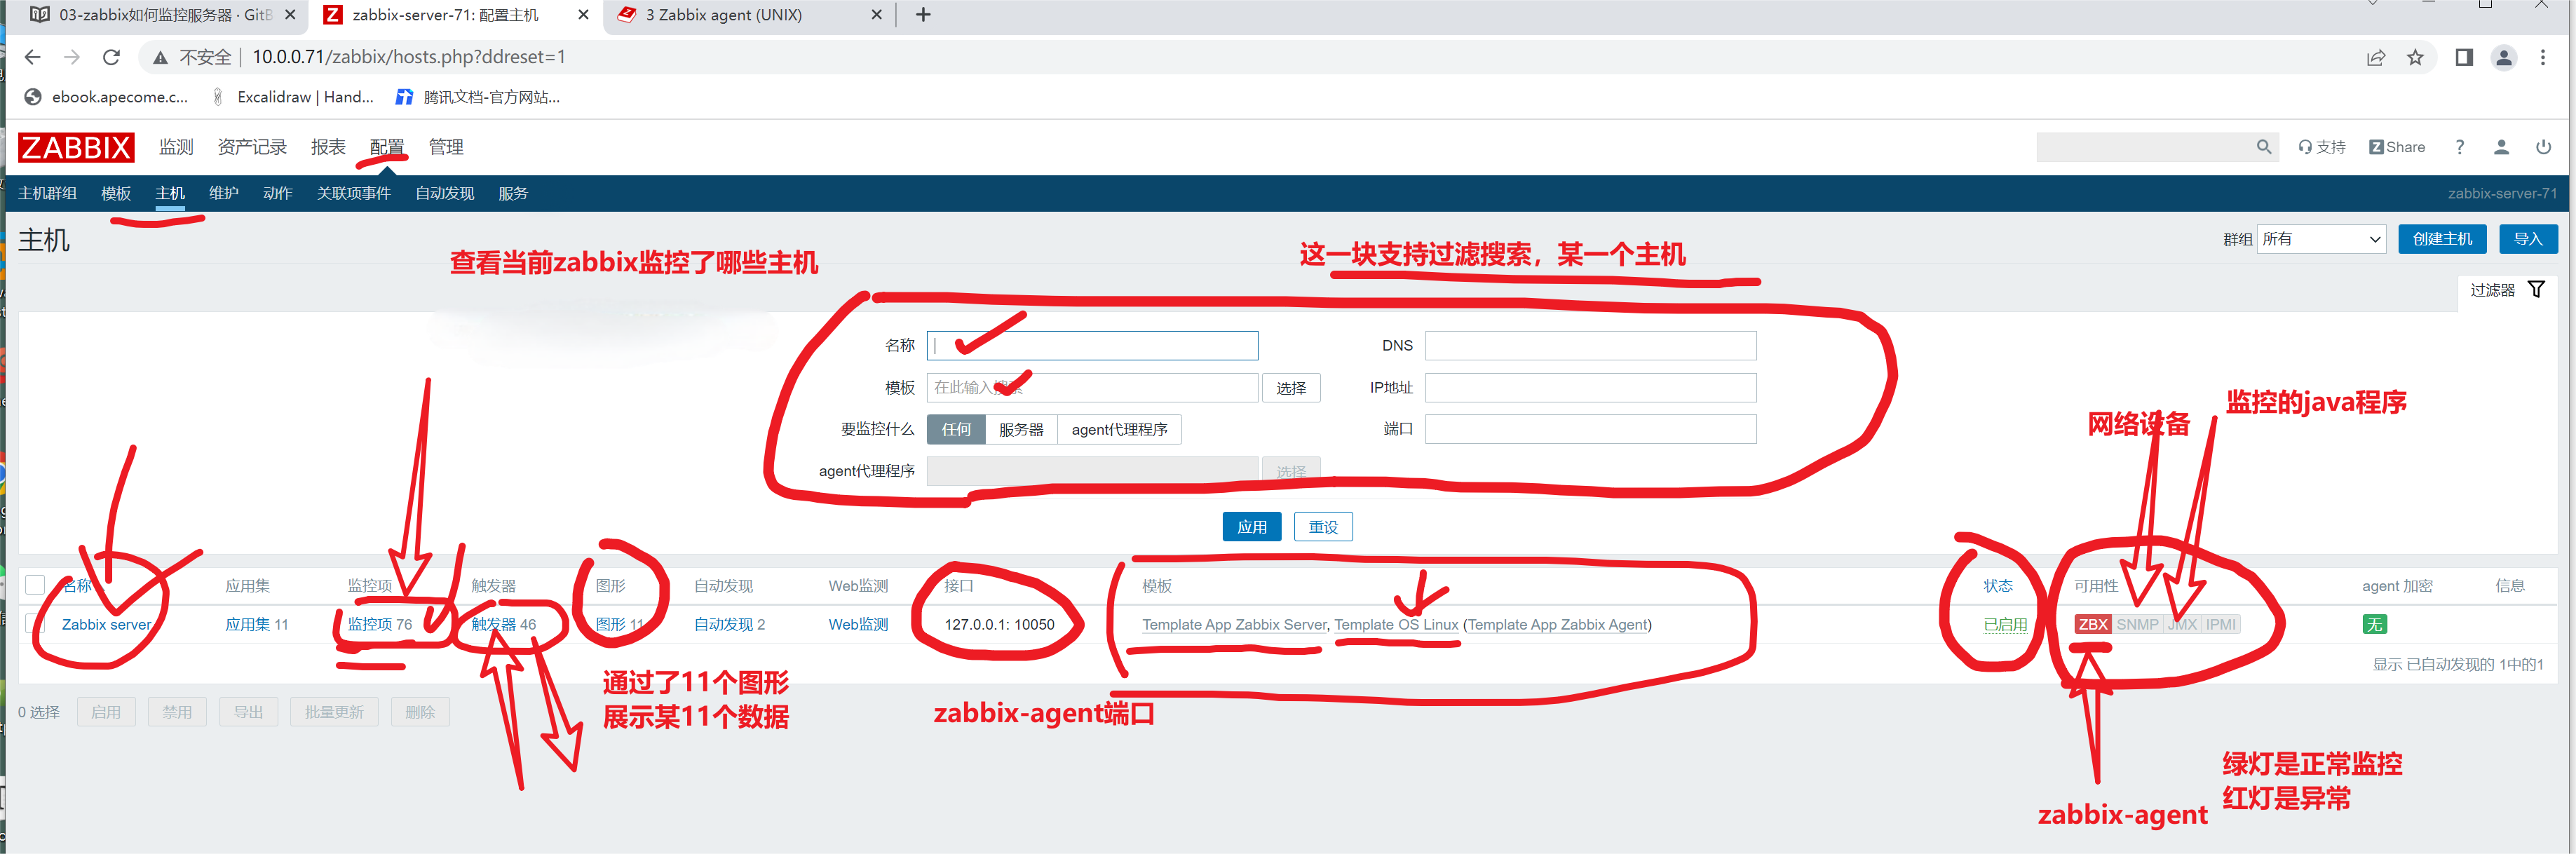 03-zabbix如何监控服务器 · GitB
zabbix-server-71: 配置主机
3 Zabbix agent (UNIX)
不安全 | 10.0.0.71/zabbix/hosts.php?ddreset=1
ebook.apecome.c...
Excalidraw | Hand...
腾讯文档-官方网站...
ZABBIX 监测 资产记录 报表 配置 管理
支持 Z Share ?
主机群组 模板 主机 维护 动作 关联项事件 自动发现 服务
zabbix-server-71
主机
查看当前zabbix监控了哪些主机
这一块支持过滤搜索，某一个主机
群组 所有 创建主机 导入
过滤器
名称 DNS
模板 在此输入搜索 选择 IP地址
要监控什么 任何 服务器 agent代理程序 端口
agent代理程序 选择
网络设备
监控的java程序
应用 重设
名称 应用集 监控项 触发器 图形 自动发现 Web监测 接口 模板 状态 可用性 agent 加密 信息
Zabbix server 应用集 11 监控项 76 触发器 46 图形 11 自动发现 2 Web监测 127.0.0.1: 10050 Template App Zabbix Server, Template OS Linux (Template App Zabbix Agent) 已启用 ZBX SNMP JMX IPMI 无
显示 已自动发现的 1中的1
0 选择 启用 禁用 导出 批量更新 删除
通过了11个图形
展示某11个数据
zabbix-agent端口
绿灯是正常监控
红灯是异常
zabbix-agent